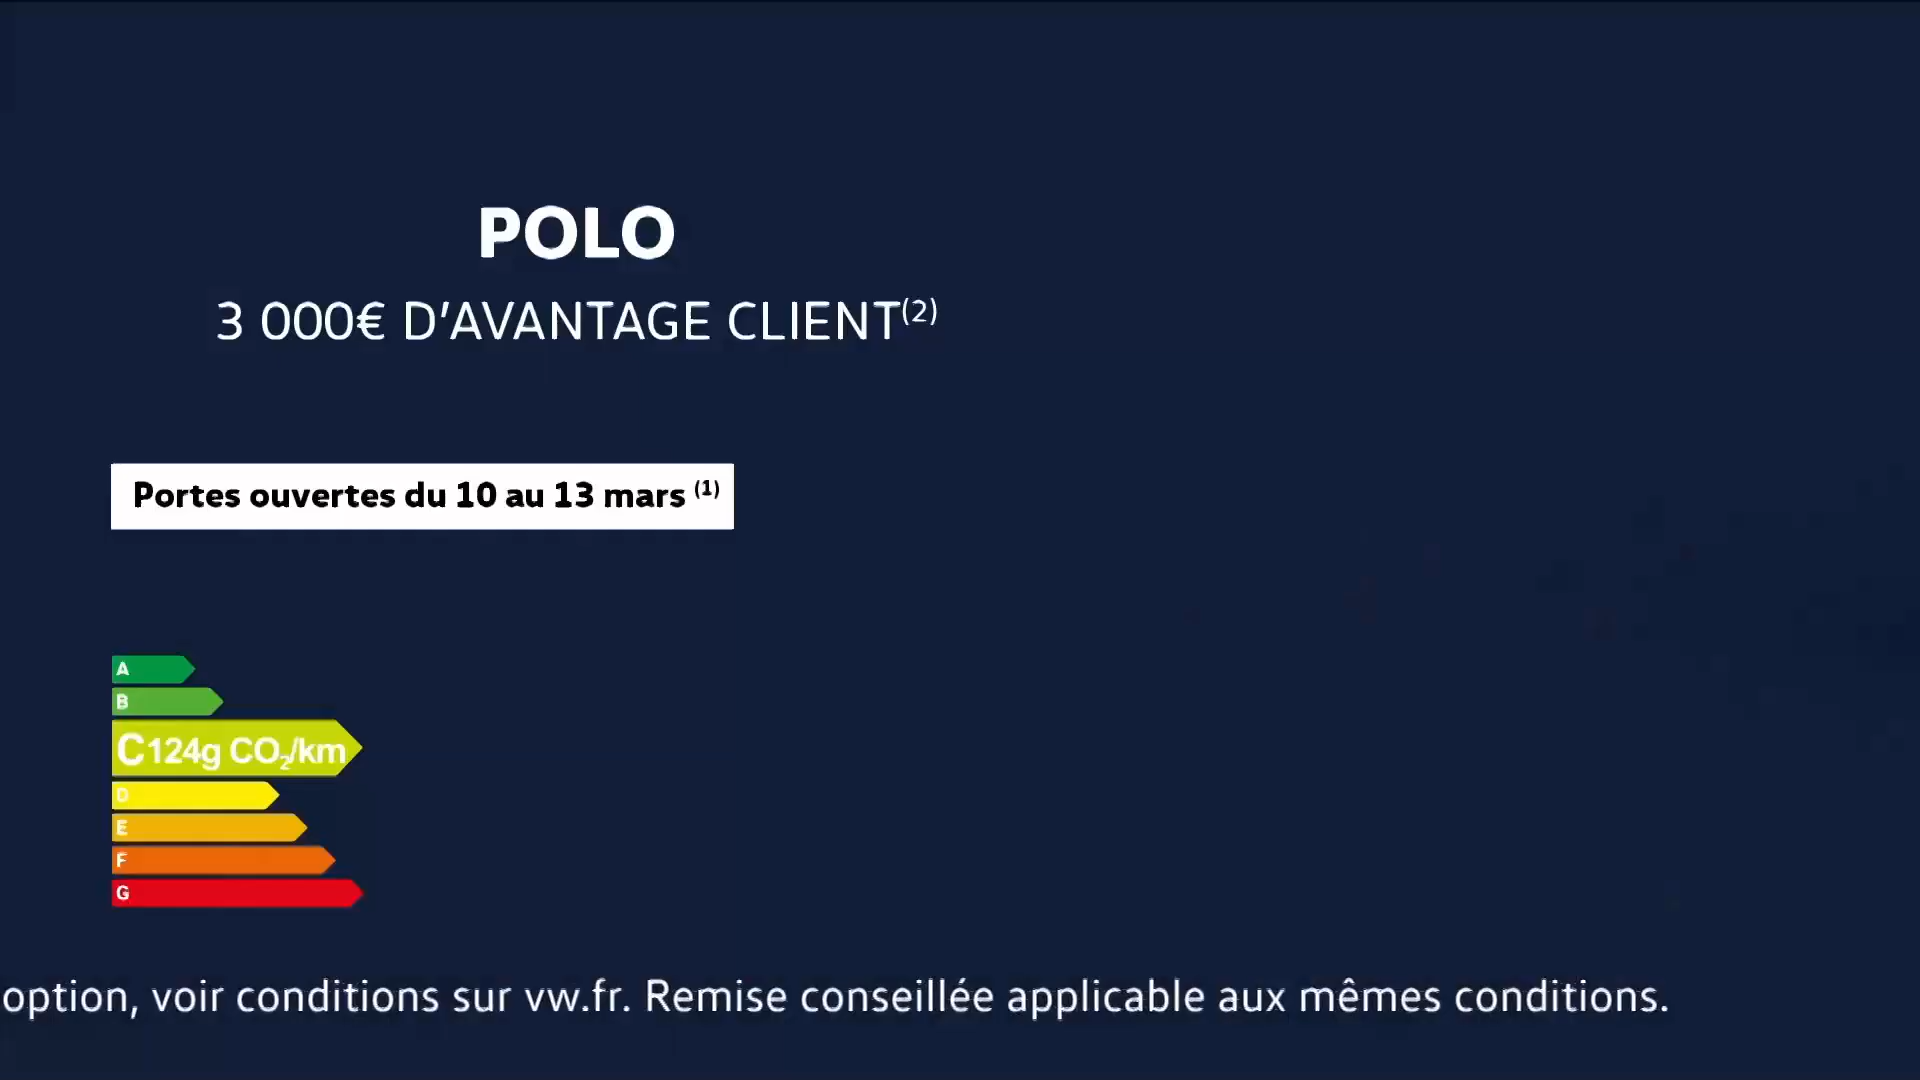 POLO
3 000€ D'AVANTAGE CLIENT(2)
Portes ouvertes du 10 au 13 mars (1)
A
B
C 124g CO₂/km
D
E
F
G
option, voir conditions sur vw.fr. Remise conseillée applicable aux mêmes conditions.